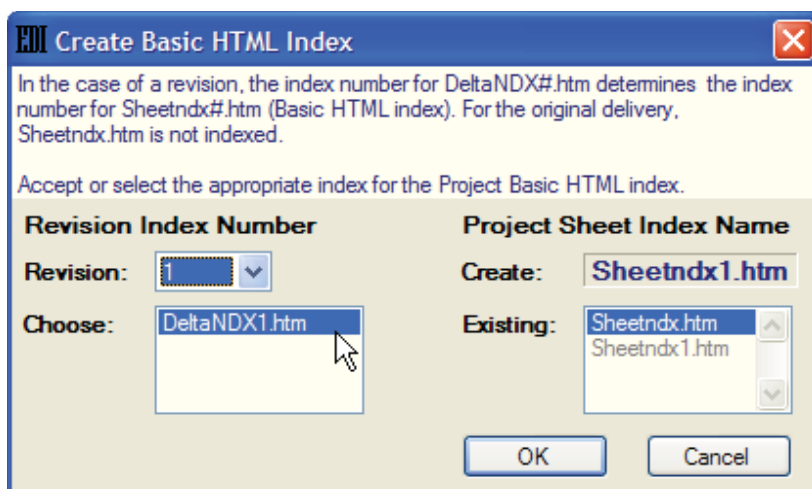 EDI Create Basic HTML Index
In the case of a revision, the index number for DeltaNDX#.htm determines the index
number for Sheetndx#.htm (Basic HTML index). For the original delivery,
Sheetndx.htm is not indexed.
Accept or select the appropriate index for the Project Basic HTML index.
Revision Index Number
Project Sheet Index Name
Revision: 1
Create: Sheetndx1.htm
Choose: DeltaNDX1.htm
Existing: Sheetndx.htm
Sheetndx1.htm
OK
Cancel